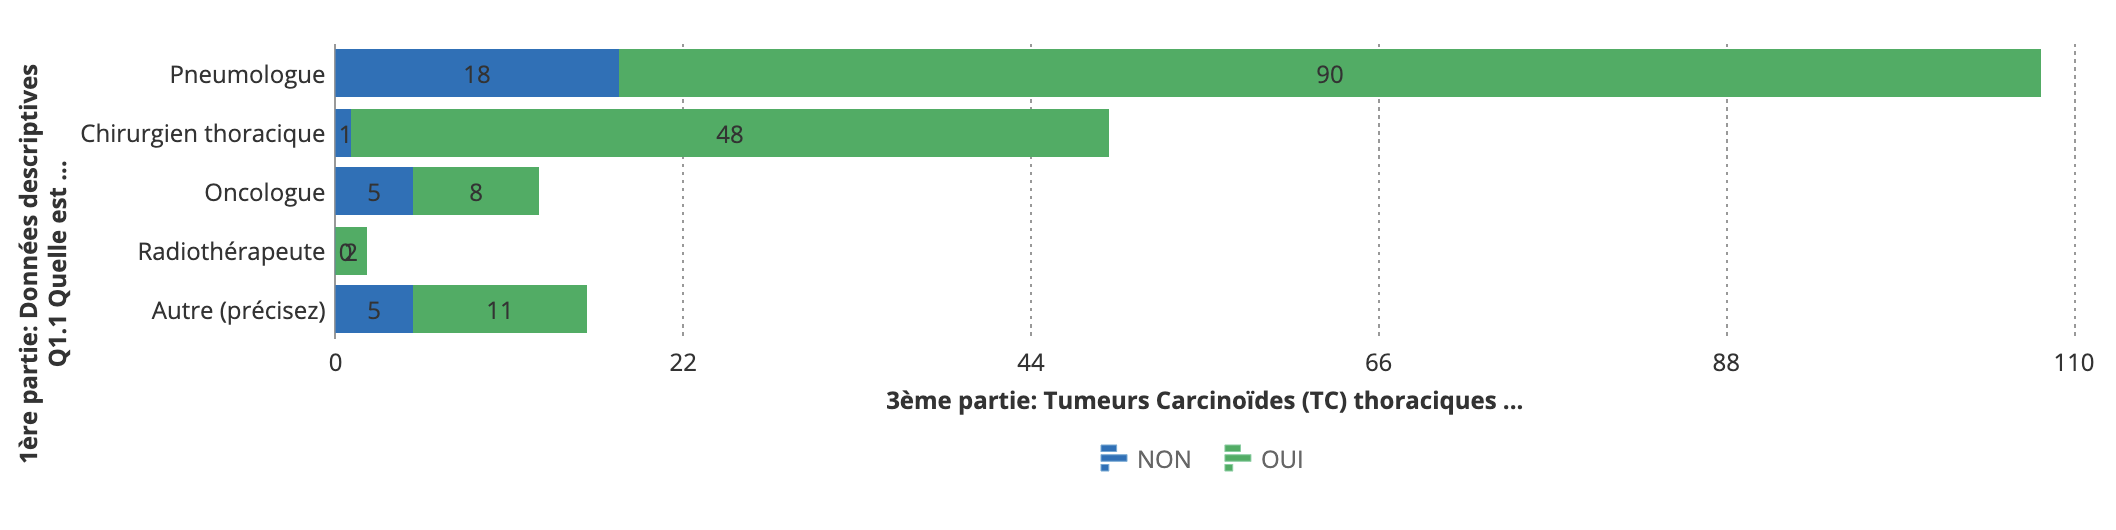 1ère partie: Données descriptives
Q1.1 Quelle est ...
Pneumologue 18 90
Chirurgien thoracique 1 48
Oncologue 5 8
Radiothérapeute 0 2
Autre (précisez) 5 11
0 22 44 66 88 110
3ème partie: Tumeurs Carcinoïdes (TC) thoraciques ...
NON OUI